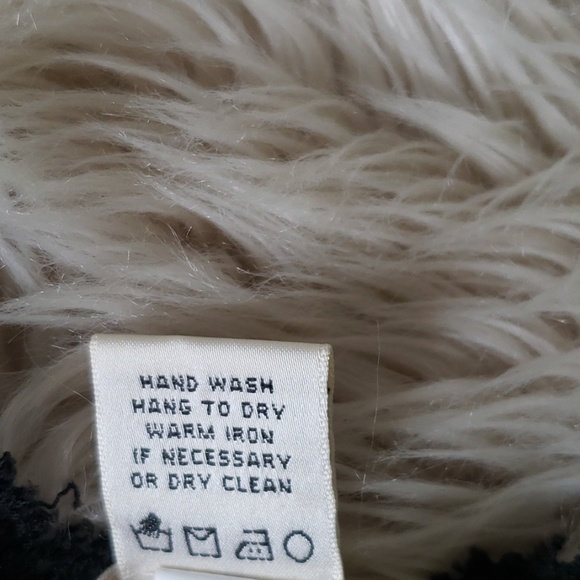 HAND WASH
HANG TO DRY
WARM IRON
IF NECESSARY
OR DRY CLEAN